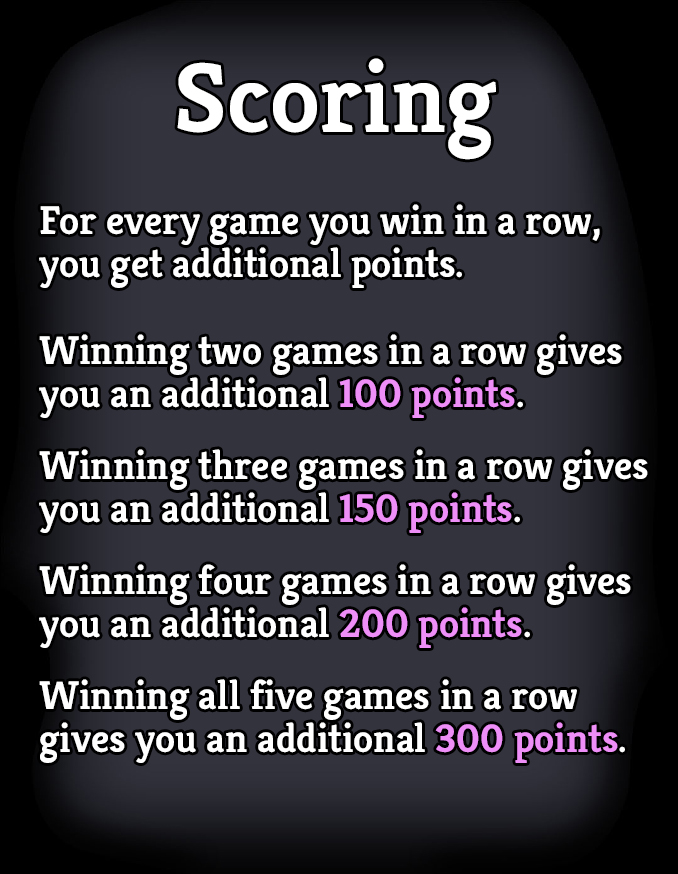 Scoring
For every game you win in a row,
you get additional points.
Winning two games in a row gives
you an additional 100 points.
Winning three games in a row gives
you an additional 150 points.
Winning four games in a row gives
you an additional 200 points.
Winning all five games in a row
gives you an additional 300 points.